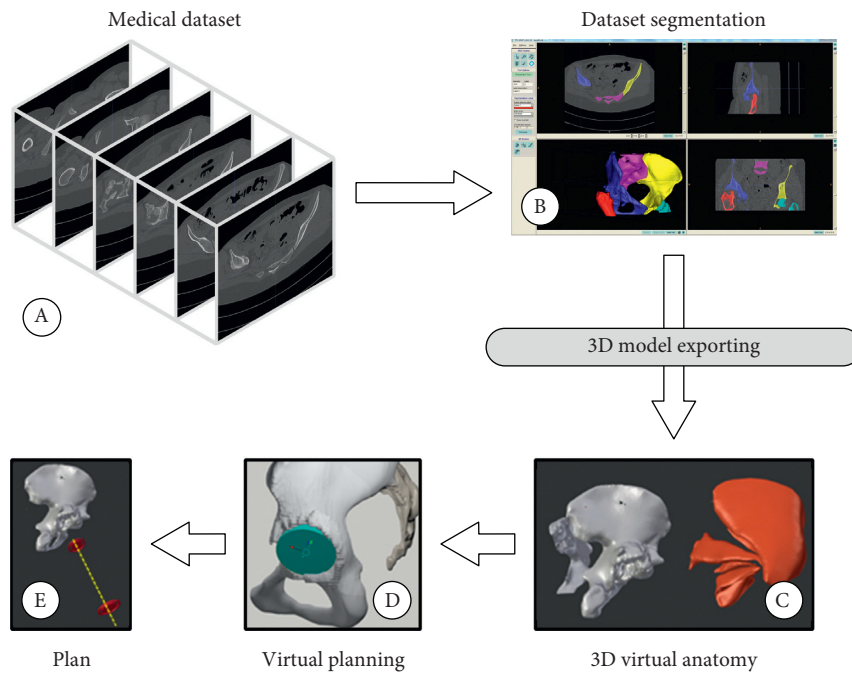 Medical dataset
Dataset segmentation
A
B
3D model exporting
E
D
C
Plan
Virtual planning
3D virtual anatomy